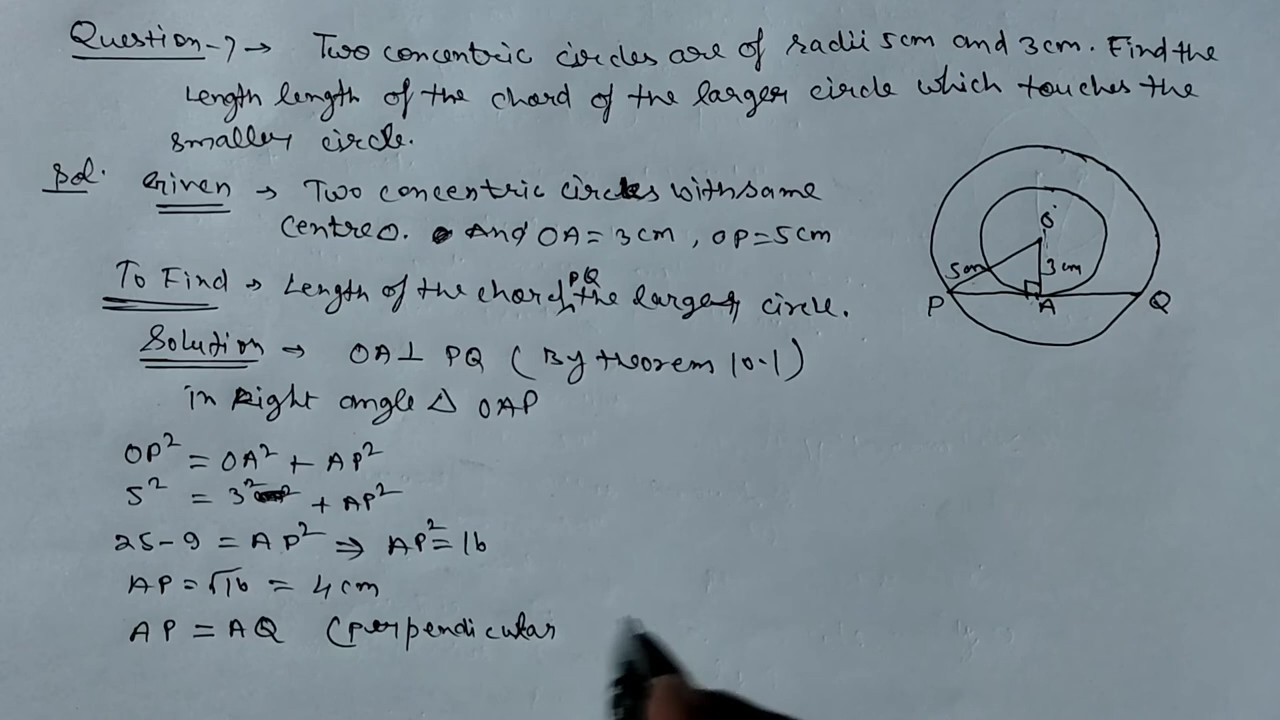 Question-7 → Two concentric circles are of radii 5cm and 3cm. Find the
Length length of the chord of the larger circle which touches the
smaller circle.
Sol. Given → Two concentric circles with same
Centre O. And OA = 3cm, OP = 5cm
To Find → Length of the chord PQ the larger circle.
Solution → OA ⊥ PQ (By theorem 10.1)
in Right angle △ OAP
OP² = OA² + AP²
5² = 3² + AP²
25-9 = AP² ⇒ AP² = 16
AP = √16 = 4cm
AP = AQ (perpendicular
O
5cm
3cm
P
A
Q